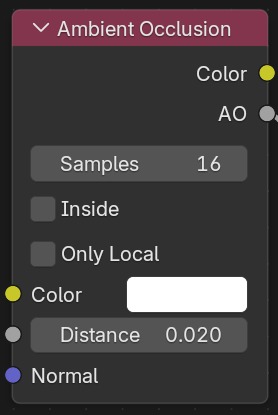 Ambient Occlusion
Color
AO
Samples 16
Inside
Only Local
Color
Distance 0.020
Normal